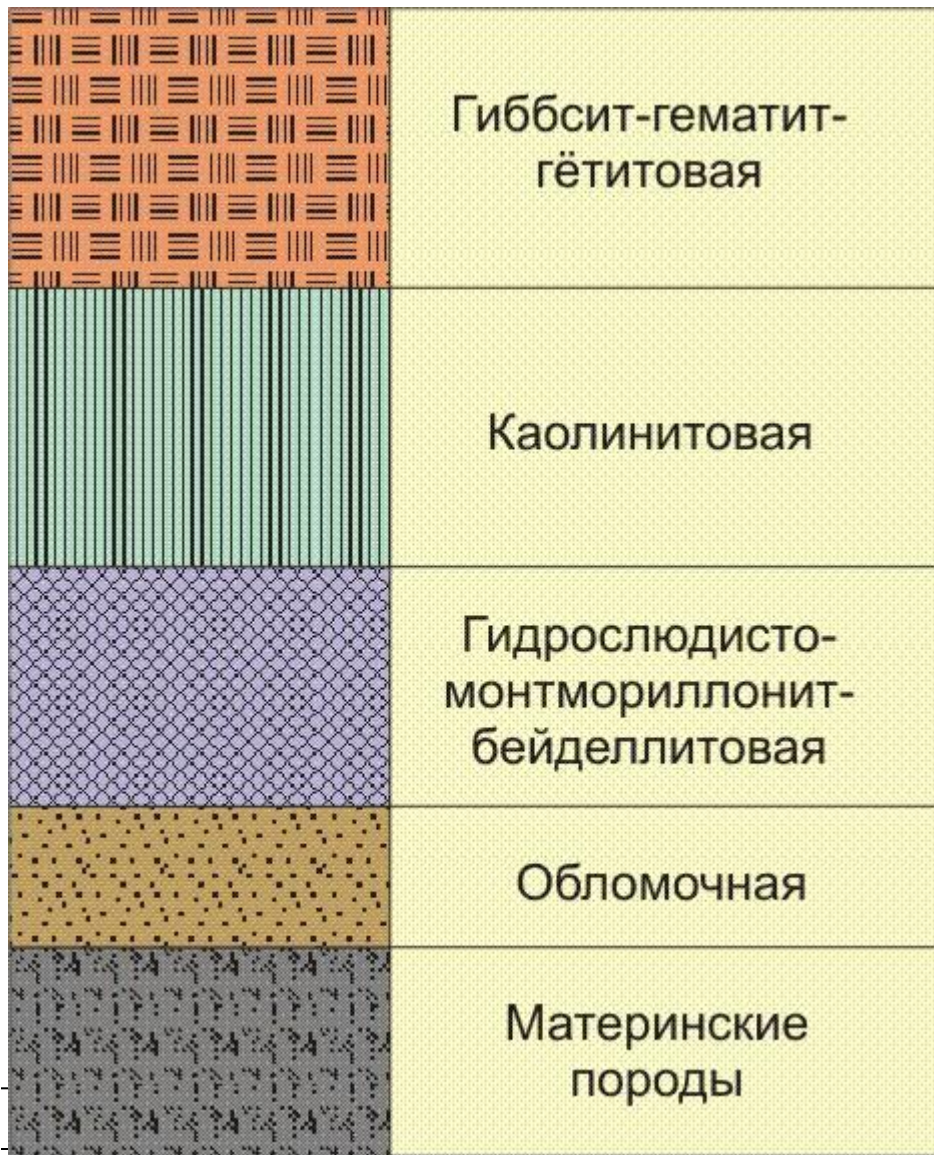 Гиббсит-гематит-
гётитовая
Каолинитовая
Гидрослюдисто-
монтмориллонит-
бейделлитовая
Обломочная
Материнские
породы